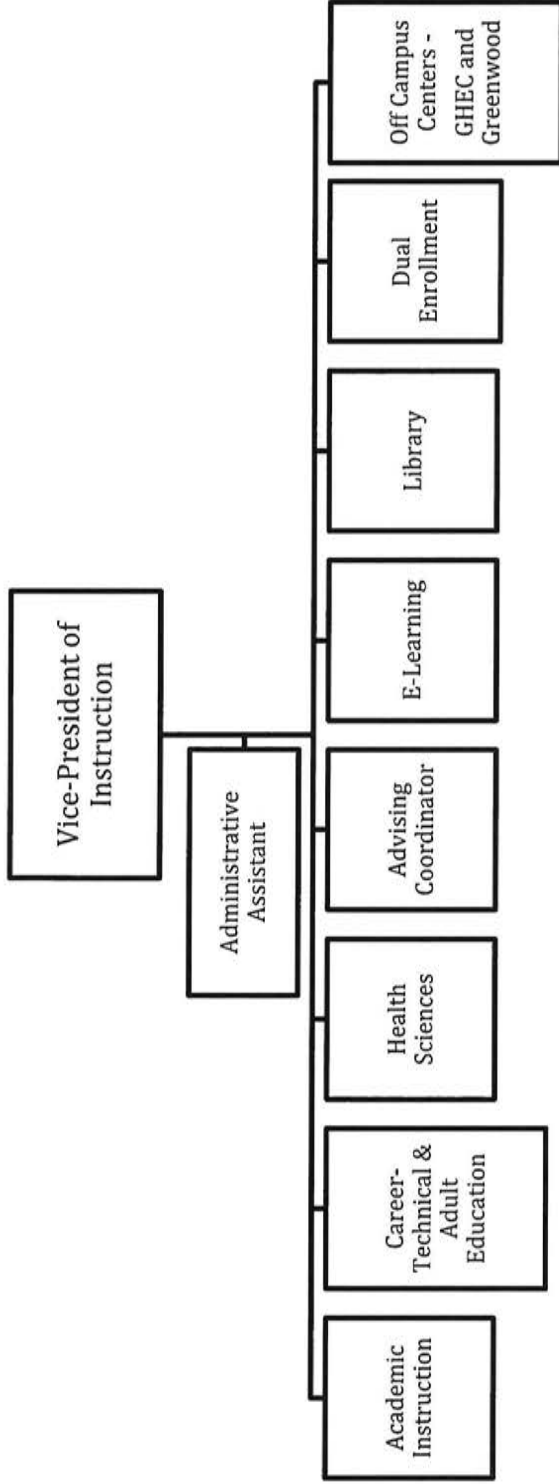 Vice-President of
Instruction
Administrative
Assistant
Academic
Instruction
Career-
Technical &
Adult
Education
Health
Sciences
Advising
Coordinator
E-Learning
Library
Dual
Enrollment
Off Campus
Centers -
GHEC and
Greenwood